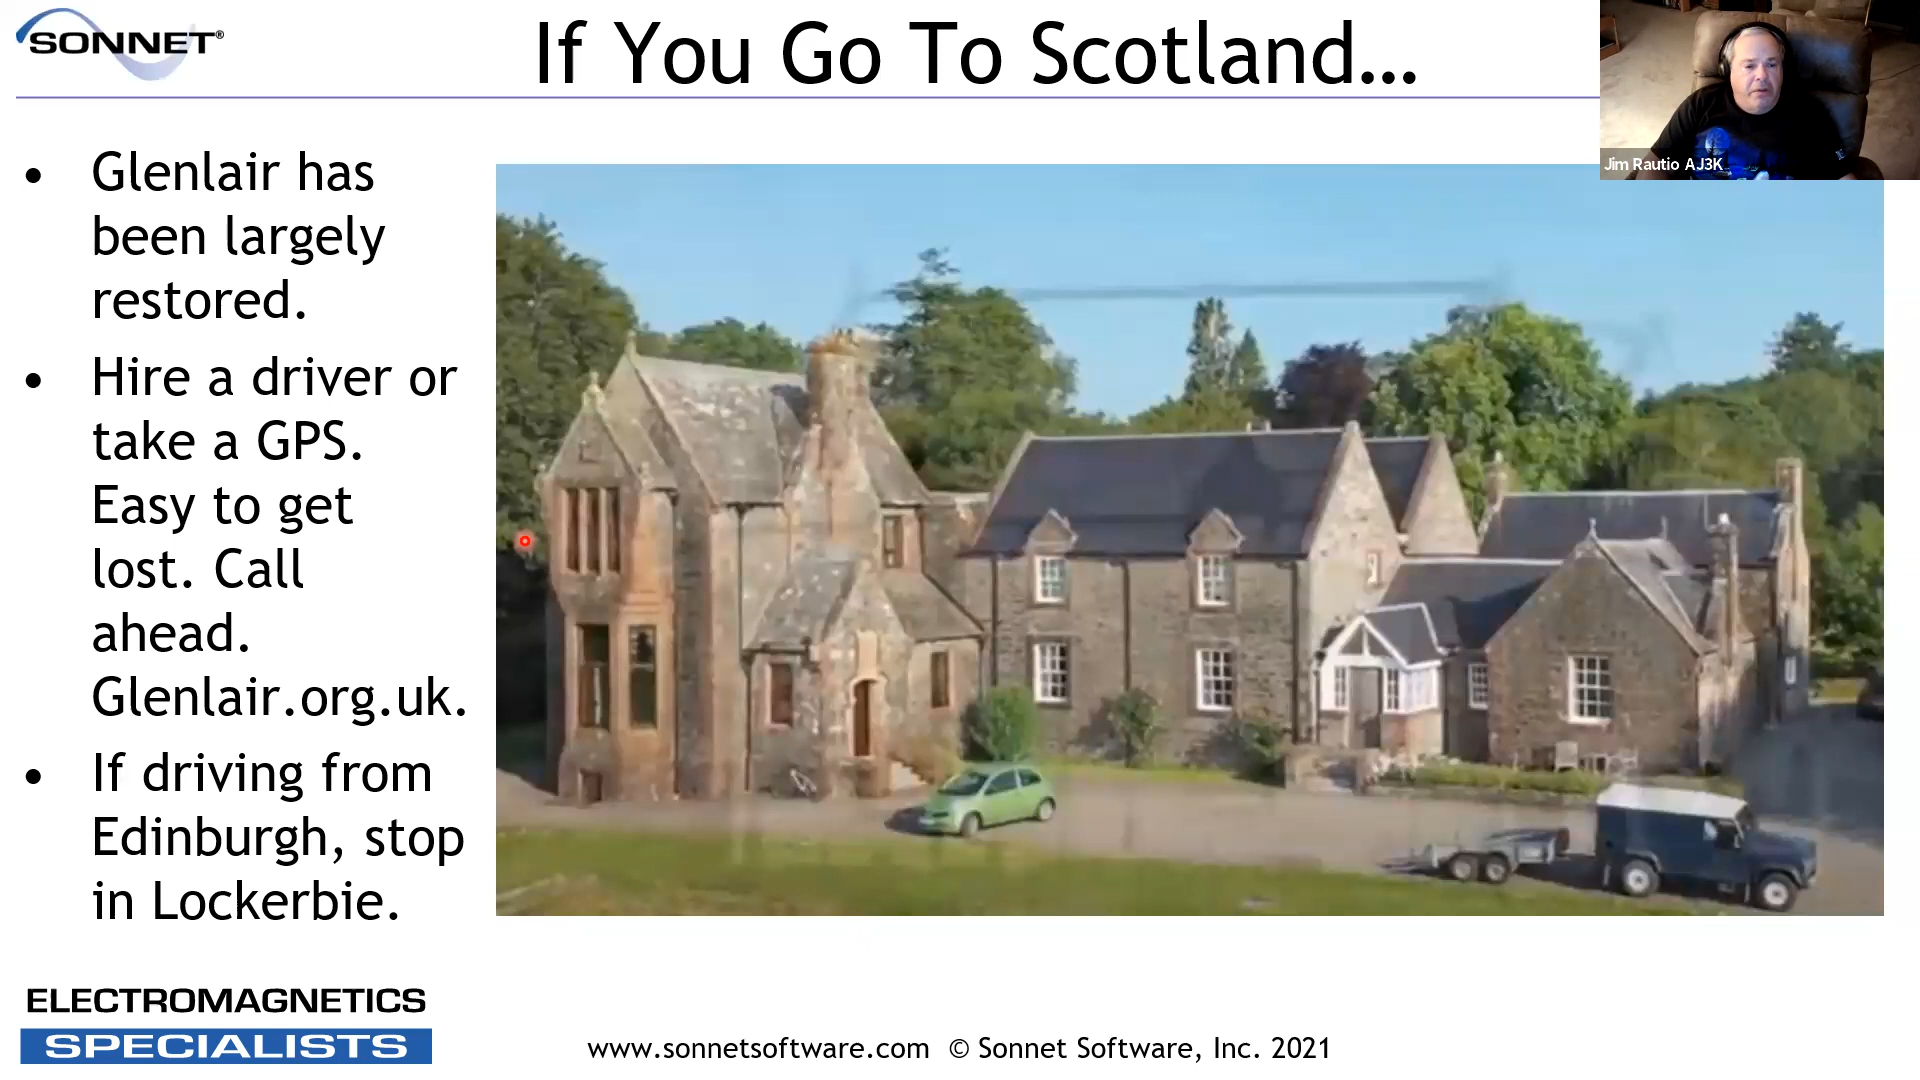 SONNET®
If You Go To Scotland…
Jim Rautio AJ3K
• Glenlair has
been largely
restored.
• Hire a driver or
take a GPS.
Easy to get
lost. Call
ahead.
Glenlair.org.uk.
• If driving from
Edinburgh, stop
in Lockerbie.
ELECTROMAGNETICS
SPECIALISTS
www.sonnetsoftware.com © Sonnet Software, Inc. 2021